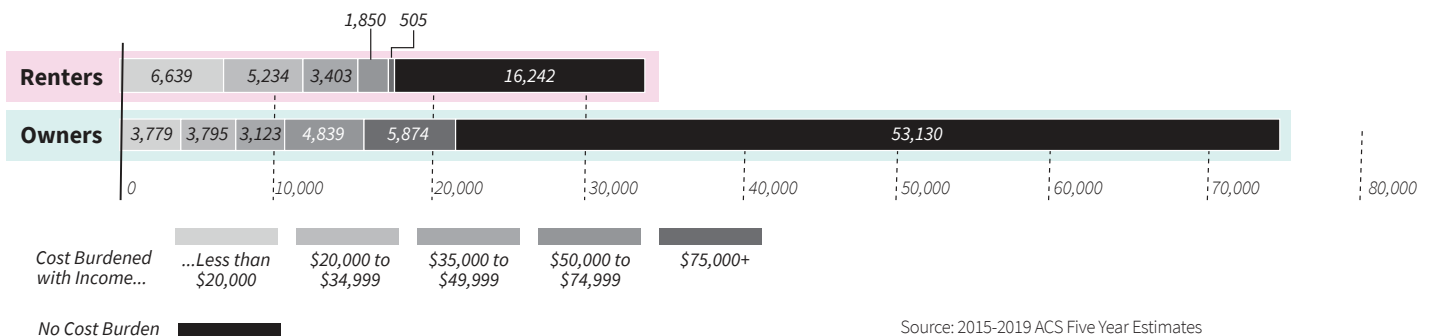 1,850 505
Renters 6,639 5,234 3,403 16,242
Owners 3,779 3,795 3,123 4,839 5,874 53,130
0 10,000 20,000 30,000 40,000 50,000 60,000 70,000 80,000
Cost Burdened
with Income...
...Less than
$20,000
$20,000 to
$34,999
$35,000 to
$49,999
$50,000 to
$74,999
$75,000+
No Cost Burden
Source: 2015-2019 ACS Five Year Estimates